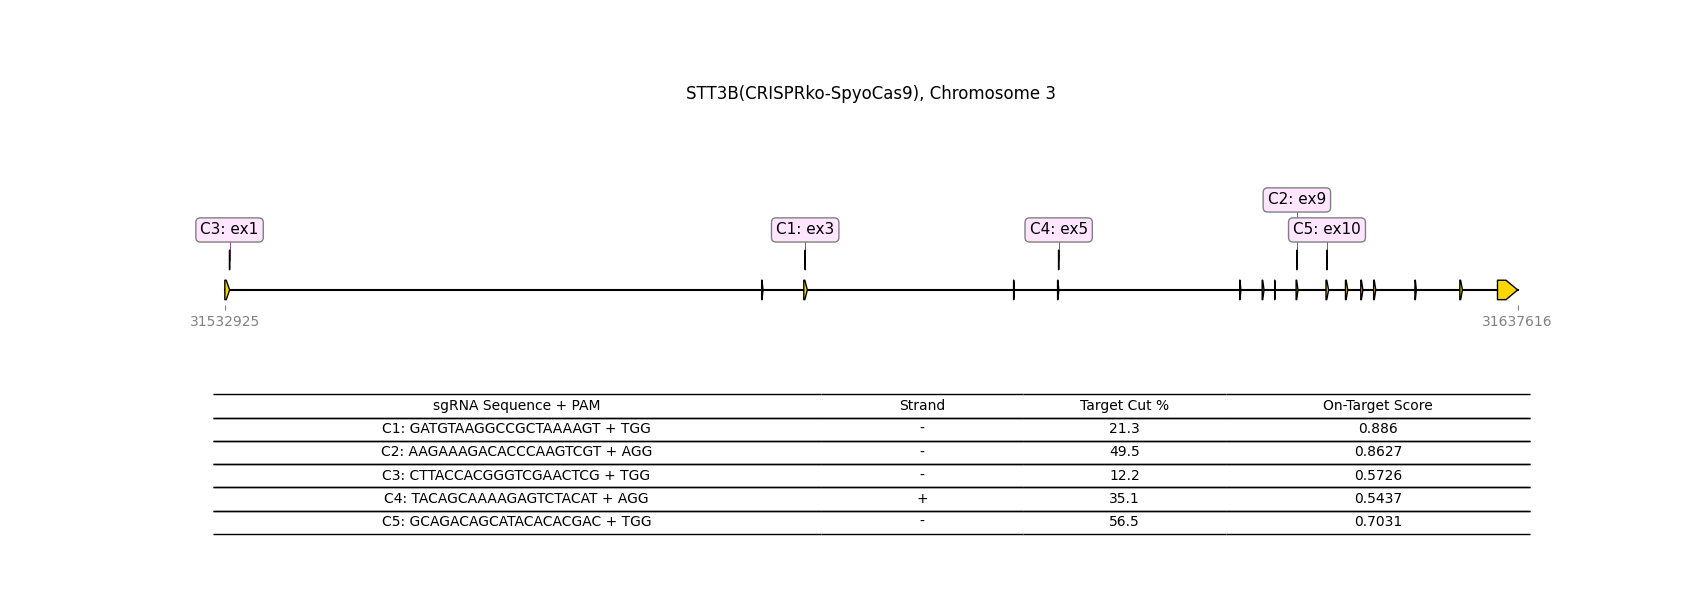 STT3B(CRISPRko-SpyoCas9), Chromosome 3
C2: ex9
C3: ex1 C1: ex3 C4: ex5 C5: ex10
31532925 31637616
sgRNA Sequence + PAM Strand Target Cut % On-Target Score
C1: GATGTAAGGCCGCTAAAAGT + TGG - 21.3 0.886
C2: AAGAAAGACACCCAAGTCGT + AGG - 49.5 0.8627
C3: CTTACCACGGGTCGAACTCG + TGG - 12.2 0.5726
C4: TACAGCAAAAGAGTCTACAT + AGG + 35.1 0.5437
C5: GCAGACAGCATACACACGAC + TGG - 56.5 0.7031